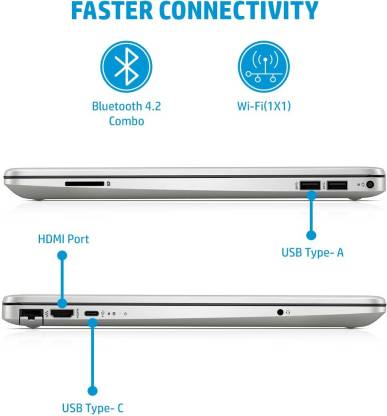 FASTER CONNECTIVITY
Bluetooth 4.2
Combo
Wi-Fi(1X1)
HDMI Port
USB Type- A
USB Type- C